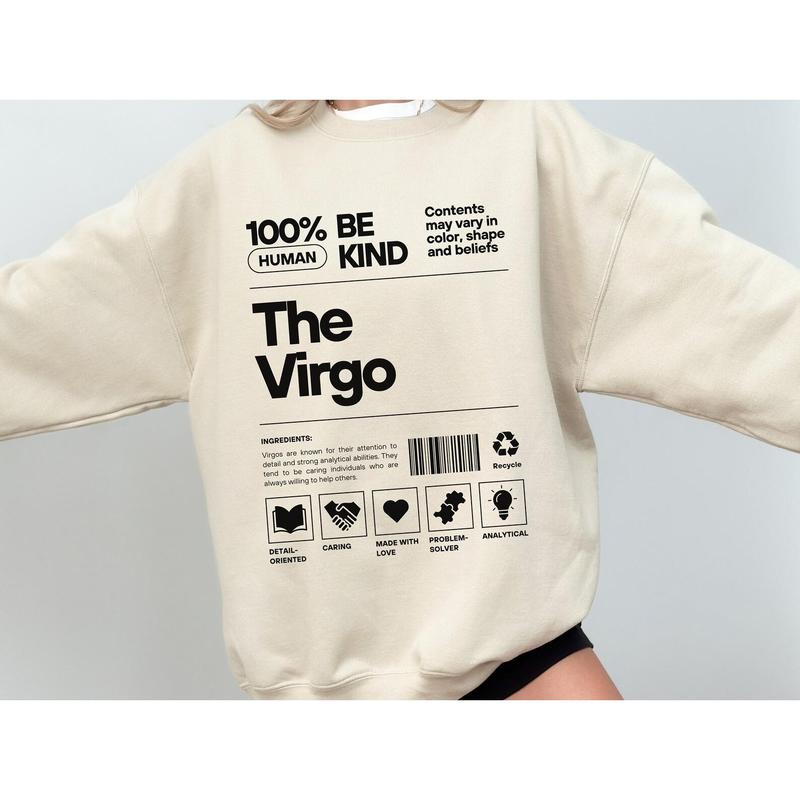 100% BE
HUMAN KIND
Contents
may vary in
color, shape
and beliefs
The
Virgo
INGREDIENTS:
Virgos are known for their attention to
detail and strong analytical abilities. They
tend to be caring individuals who are
always willing to help others.
Recycle
DETAIL-
ORIENTED
CARING
MADE WITH
LOVE
PROBLEM-
SOLVER
ANALYTICAL